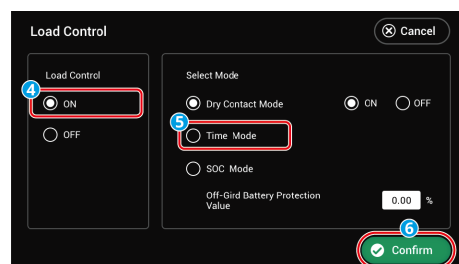 Load Control
Cancel
Load Control
4
ON
OFF
Select Mode
Dry Contact Mode
ON
OFF
5
Time Mode
SOC Mode
Off-Gird Battery Protection
Value
0.00 %
6
Confirm